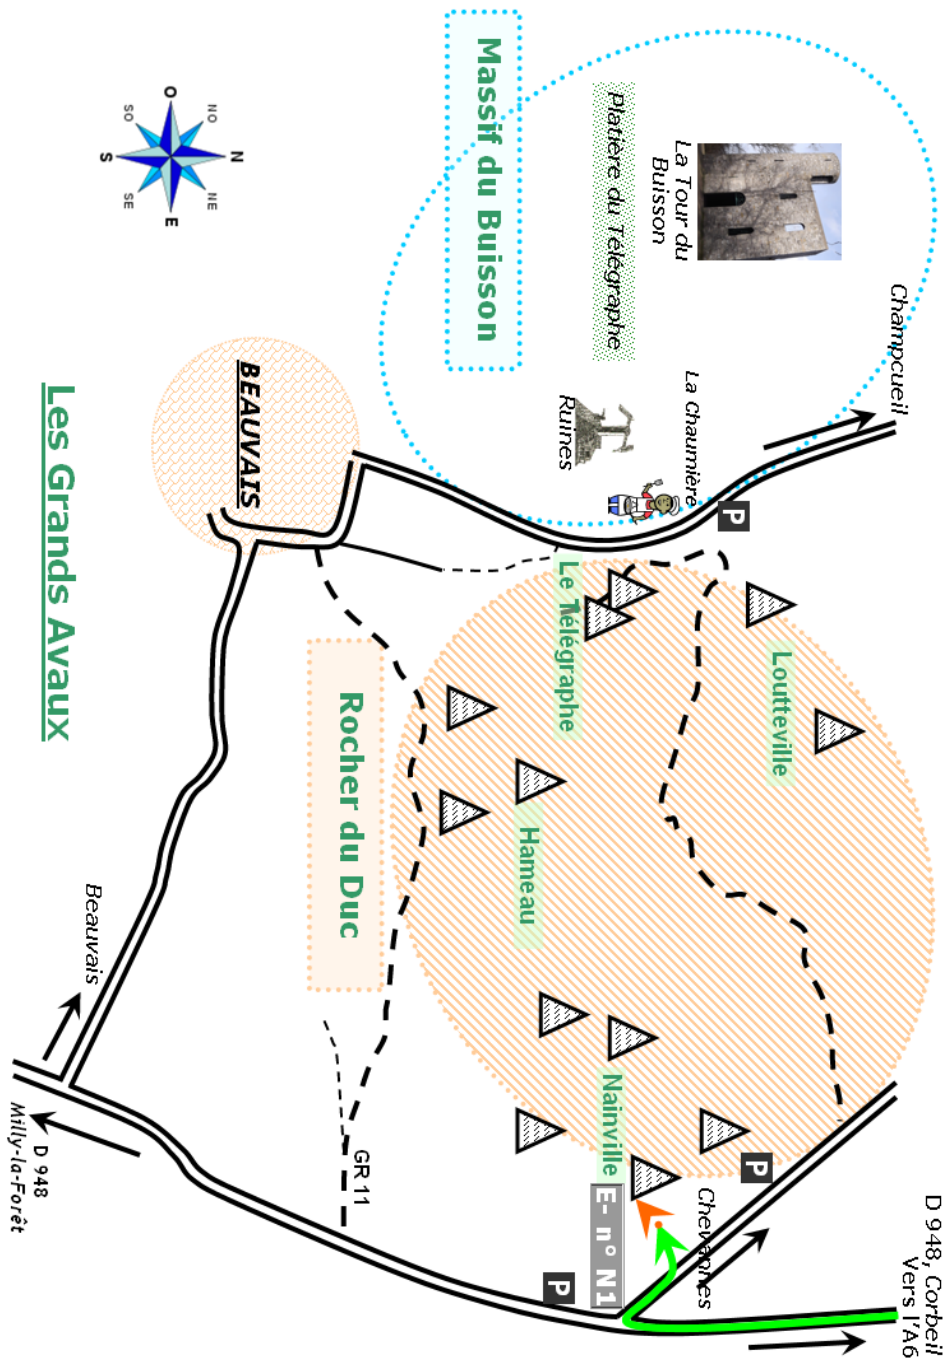 D 948, Corbeil
Vers l'A6
Champcueil
La Tour du
Buisson
Platière du Télégraphe
Massif du Buisson
La Chaumière
Ruines
P
Loutteville
Le Télégraphe
Hameau
Nainville
P
Chevannes
E- n° N1
P
Rocher du Duc
GR 11
BEAUVAIS
Beauvais
D 948
Milly-la-Forêt
N
NE
E
SE
S
SO
O
NO
Les Grands Avaux